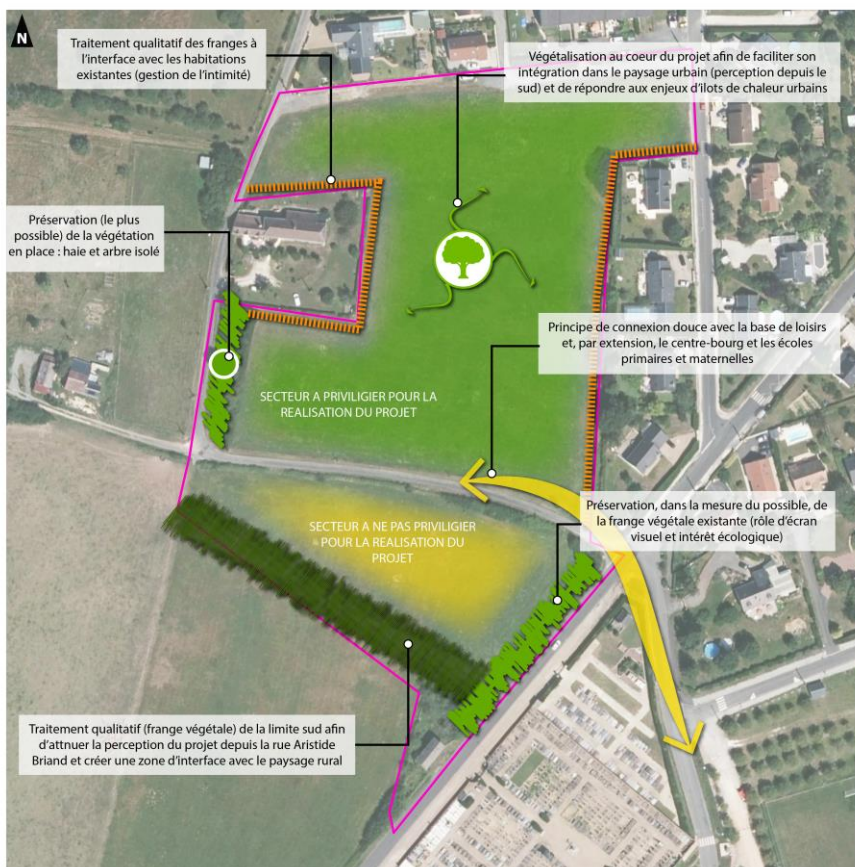 N
Traitement qualitatif des franges à
l'interface avec les habitations
existantes (gestion de l'intimité)
Végétalisation au coeur du projet afin de faciliter son
intégration dans le paysage urbain (perception depuis le
sud) et de répondre aux enjeux d'ilots de chaleur urbains
Préservation (le plus
possible) de la végétation
en place : haie et arbre isolé
Principe de connexion douce avec la base de loisirs
et, par extension, le centre-bourg et les écoles
primaires et maternelles
SECTEUR A PRIVILIGIER POUR LA
REALISATION DU PROJET
SECTEUR A NE PAS PRIVILIGIER
POUR LA REALISATION DU
PROJET
Préservation, dans la mesure du possible, de
la frange végétale existante (rôle d'écran
visuel et intérêt écologique)
Traitement qualitatif (frange végétale) de la limite sud afin
d'attnuer la perception du projet depuis la rue Aristide
Briand et créer une zone d'interface avec le paysage rural